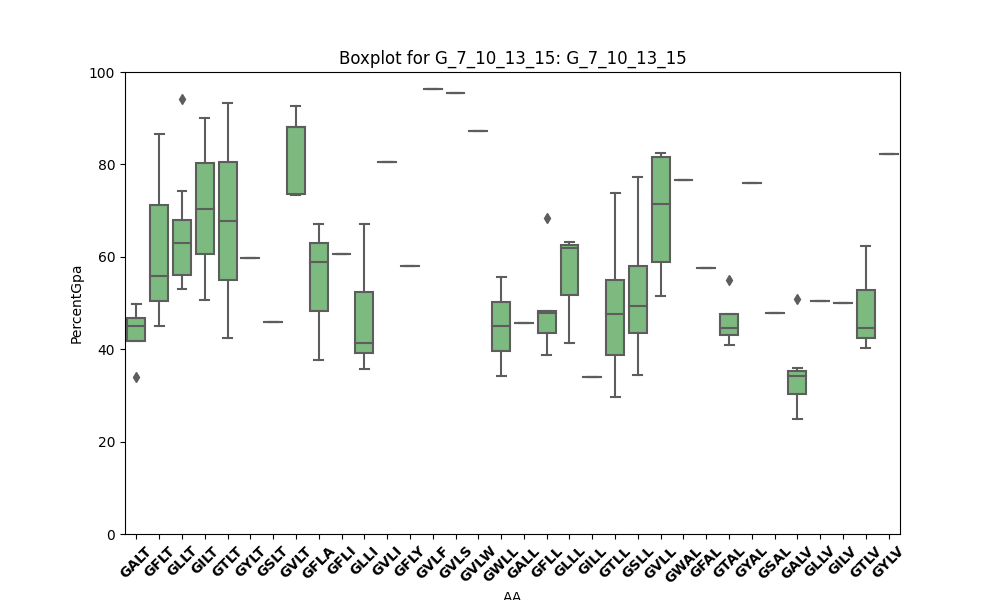 Boxplot for G_7_10_13_15: G_7_10_13_15
100
80
60
40
20
0
PercentGpa
GALT GFLT GLLT GILT GTLT GYLT GSLT GVLT GFLA GFLI GLLI GVLI GFLY GVLF GVLS GVLW GWLL GALL GFLL GLLL GILL GTLL GSLL GVLL GWAL GFAL GTAL GYAL GSAL GALV GLLV GILV GTLV GYLV
AA